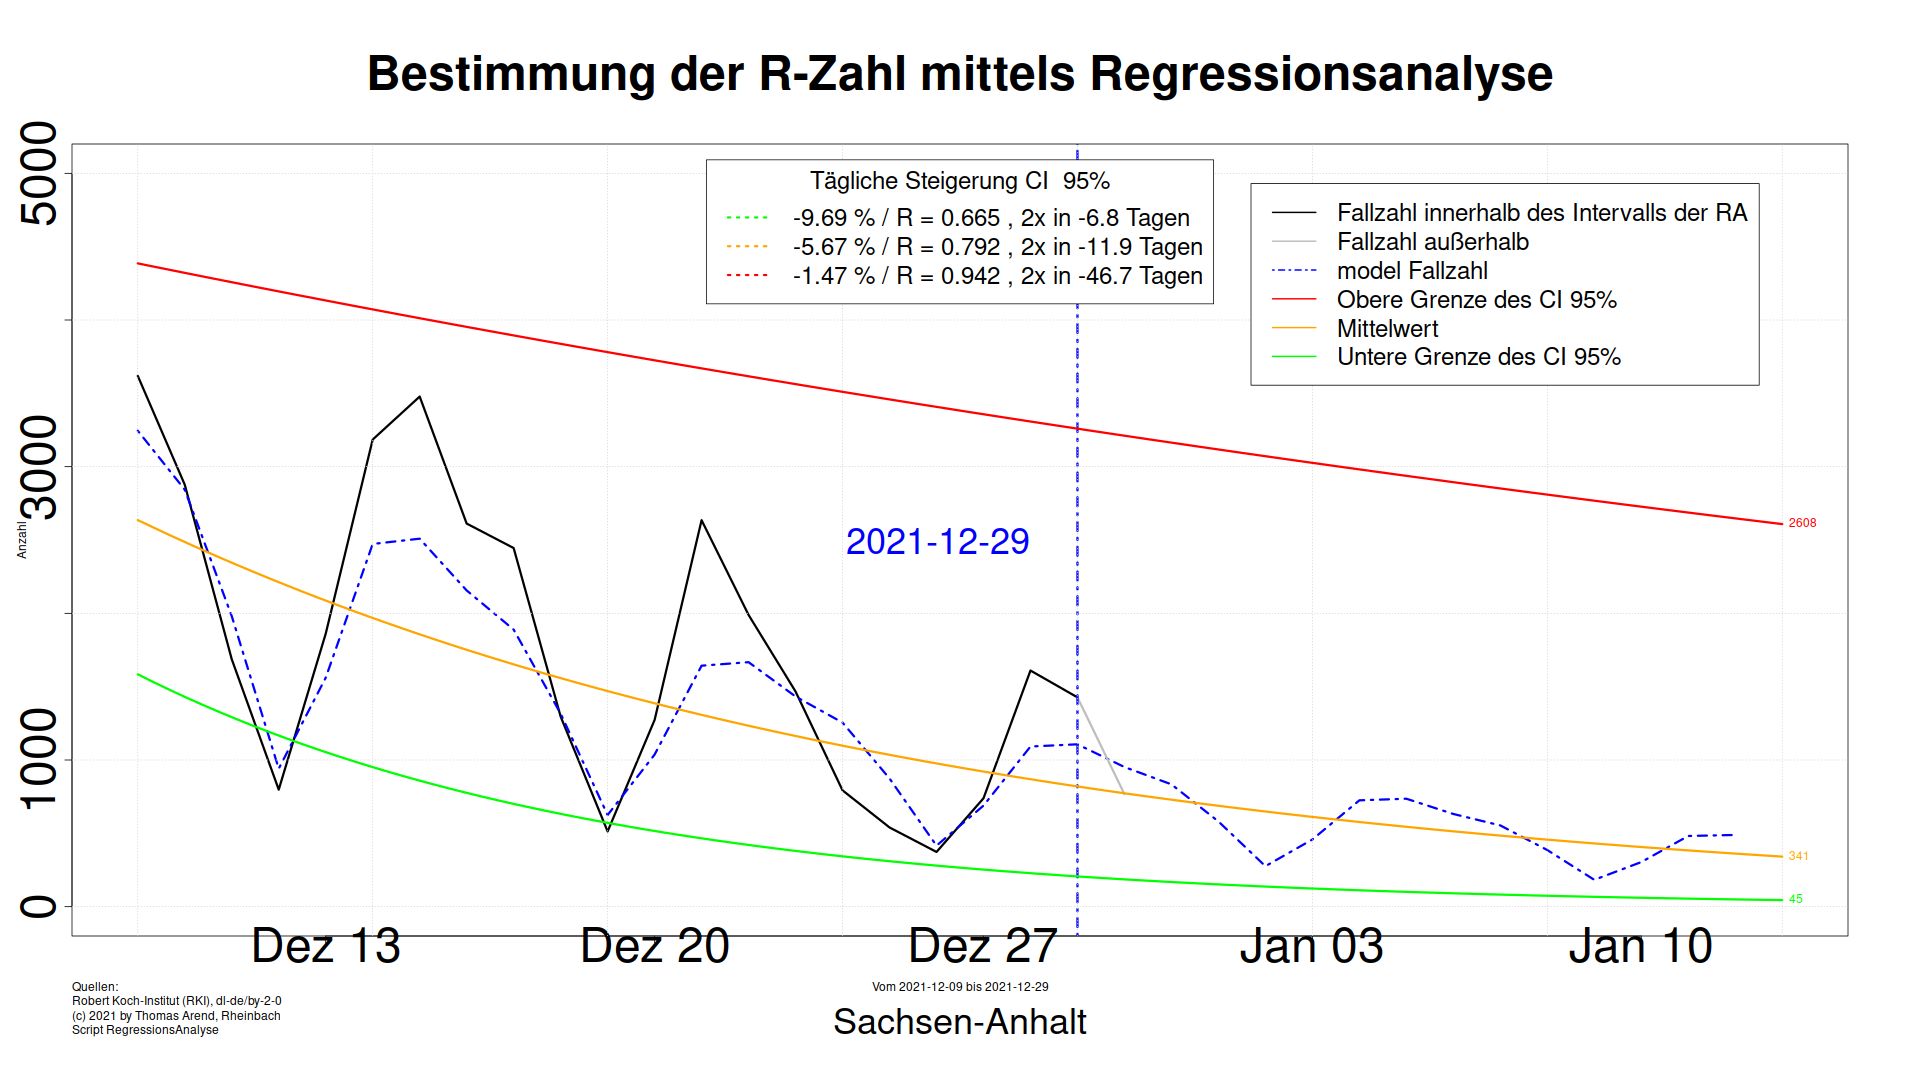 Bestimmung der R-Zahl mittels Regressionsanalyse
5000
3000
1000
0
Anzahl
Tägliche Steigerung CI  95%
-9.69 % / R = 0.665 , 2x in -6.8 Tagen
-5.67 % / R = 0.792 , 2x in -11.9 Tagen
-1.47 % / R = 0.942 , 2x in -46.7 Tagen
Fallzahl innerhalb des Intervalls der RA
Fallzahl außerhalb
model Fallzahl
Obere Grenze des CI 95%
Mittelwert
Untere Grenze des CI 95%
2021-12-29
2608
341
45
Dez 13
Dez 20
Dez 27
Jan 03
Jan 10
Quellen:
Robert Koch-Institut (RKI), dl-de/by-2-0
(c) 2021 by Thomas Arend, Rheinbach
Script RegressionsAnalyse
Vom 2021-12-09 bis 2021-12-29
Sachsen-Anhalt